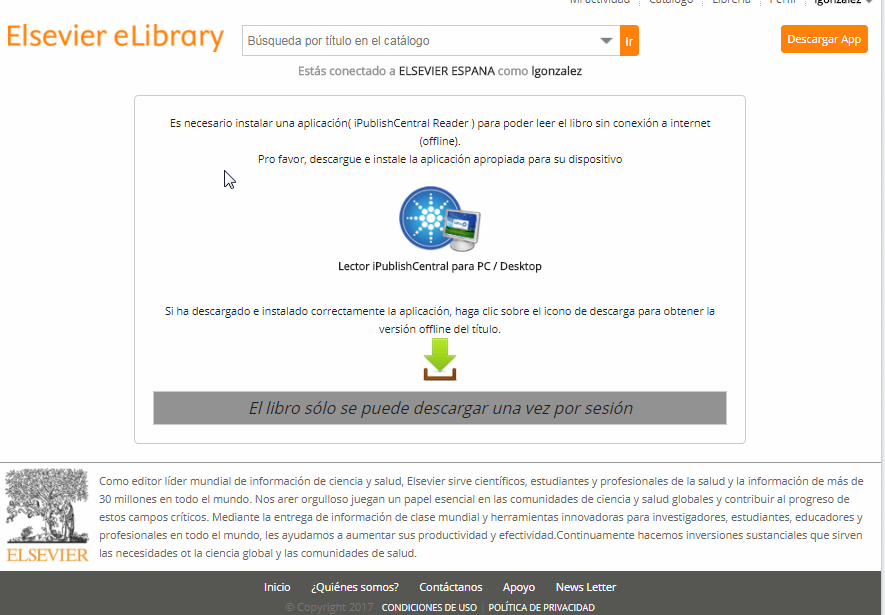 Mi actividad Catálogo Librería Perfil lgonzalez
Elsevier eLibrary
Búsqueda por título en el catálogo
Ir
Descargar App
Estás conectado a ELSEVIER ESPANA como lgonzalez
Es necesario instalar una aplicación( iPublishCentral Reader ) para poder leer el libro sin conexión a internet
(offline).
Pro favor, descargue e instale la aplicación apropiada para su dispositivo
Lector iPublishCentral para PC / Desktop
Si ha descargado e instalado correctamente la aplicación, haga clic sobre el icono de descarga para obtener la
versión offline del título.
El libro sólo se puede descargar una vez por sesión
Como editor líder mundial de información de ciencia y salud, Elsevier sirve científicos, estudiantes y profesionales de la salud y la información de más de
30 millones en todo el mundo. Nos arer orgulloso juegan un papel esencial en las comunidades de ciencia y salud globales y contribuir al progreso de
estos campos críticos. Mediante la entrega de información de clase mundial y herramientas innovadoras para investigadores, estudiantes, educadores y
profesionales en todo el mundo, les ayudamos a aumentar sus productividad y efectividad.Continuamente hacemos inversiones sustanciales que sirven
las necesidades ot la ciencia global y las comunidades de salud.
ELSEVIER
Inicio ¿Quiénes somos? Contáctanos Apoyo News Letter
© Copyright 2017 CONDICIONES DE USO | POLÍTICA DE PRIVACIDAD